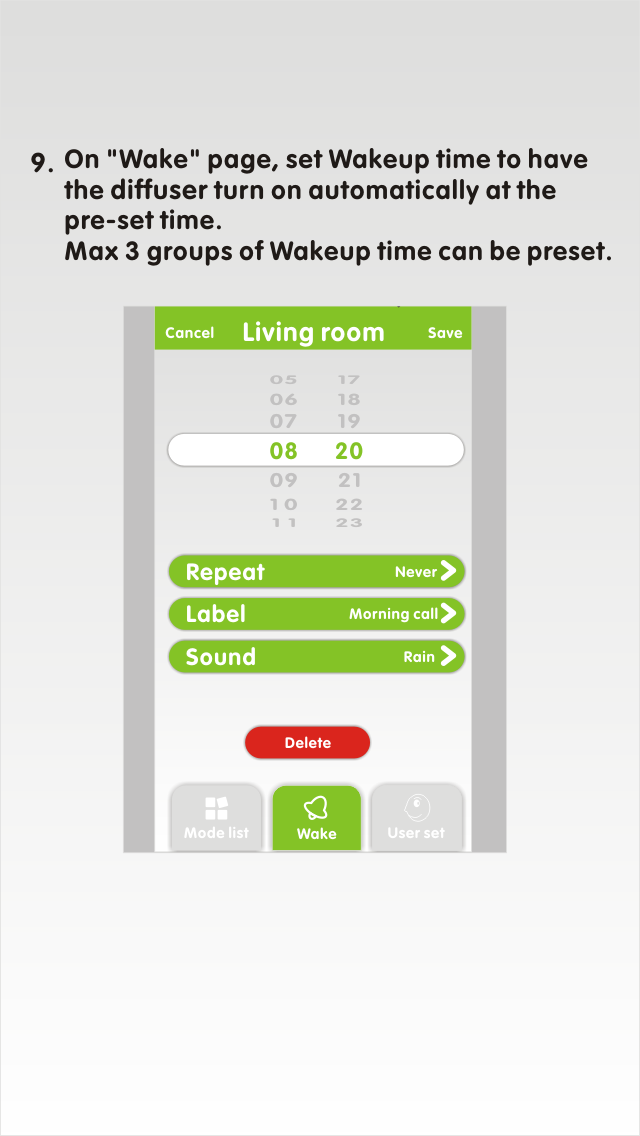 9. On "Wake" page, set Wakeup time to have
the diffuser turn on automatically at the
pre-set time.
Max 3 groups of Wakeup time can be preset.
Cancel Living room Save
05 17
06 18
07 19
08 20
09 21
10 22
11 23
Repeat Never
Label Morning call
Sound Rain
Delete
Mode list Wake User set